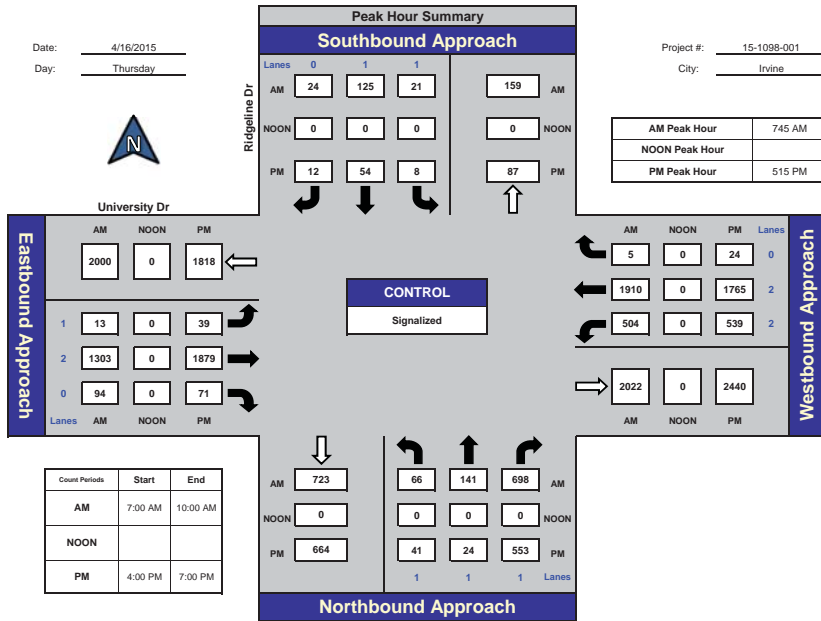 Peak Hour Summary
Southbound Approach
Date: 4/16/2015
Day: Thursday
Project #: 15-1098-001
City: Irvine
N
Ridgeline Dr
Lanes 0 1 1
AM 24 125 21 159 AM
NOON 0 0 0 0 NOON
PM 12 54 8 87 PM
AM Peak Hour 745 AM
NOON Peak Hour
PM Peak Hour 515 PM
University Dr
Eastbound Approach
AM NOON PM
2000 0 1818
1 13 0 39
2 1303 0 1879
0 94 0 71
Lanes AM NOON PM
CONTROL
Signalized
AM NOON PM Lanes
5 0 24 0
1910 0 1765 2
504 0 539 2
2022 0 2440
AM NOON PM
Westbound Approach
Count Periods Start End
AM 7:00 AM 10:00 AM
NOON
PM 4:00 PM 7:00 PM
AM 723 66 141 698 AM
NOON 0 0 0 0 NOON
PM 664 41 24 553 PM
1 1 1 Lanes
Northbound Approach